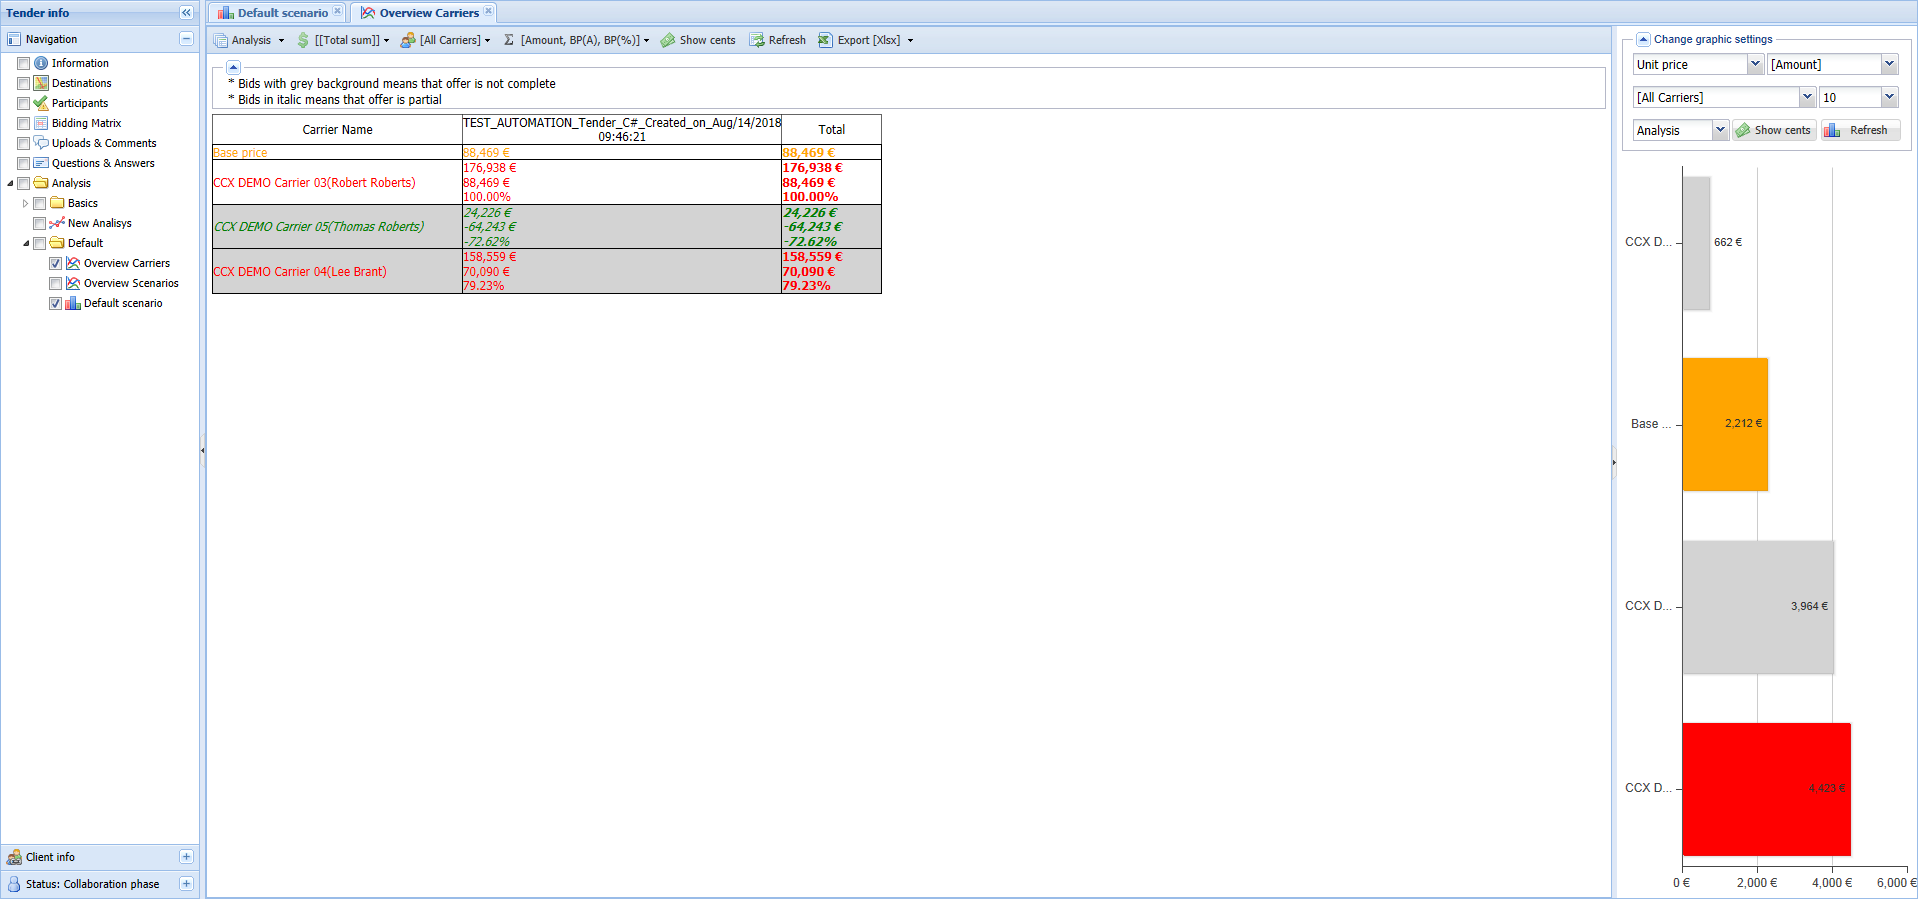 Tender info
Navigation
Information
Destinations
Participants
Bidding Matrix
Uploads & Comments
Questions & Answers
Analysis
Basics
New Analisys
Default
Overview Carriers
Overview Scenarios
Default scenario
Client info
Status: Collaboration phase
Default scenario
Overview Carriers
Analysis
$ [[Total sum]]
[All Carriers]
Σ [Amount, BP(A), BP(%)]
Show cents
Refresh
Export [Xlsx]
* Bids with grey background means that offer is not complete
* Bids in italic means that offer is partial
Carrier Name
TEST_AUTOMATION_Tender_C#_Created_on_Aug/14/2018
09:46:21
Total
Base price
88,469 €
88,469 €
CCX DEMO Carrier 03(Robert Roberts)
176,938 €
88,469 €
100.00%
176,938 €
88,469 €
100.00%
CCX DEMO Carrier 05(Thomas Roberts)
24,226 €
-64,243 €
-72.62%
24,226 €
-64,243 €
-72.62%
CCX DEMO Carrier 04(Lee Brant)
158,559 €
70,090 €
79.23%
158,559 €
70,090 €
79.23%
Change graphic settings
Unit price
[Amount]
[All Carriers]
10
Analysis
Show cents
Refresh
CCX D...
662 €
Base ...
2,212 €
CCX D...
3,964 €
CCX D...
4,423 €
0 €
2,000 €
4,000 €
6,000 €